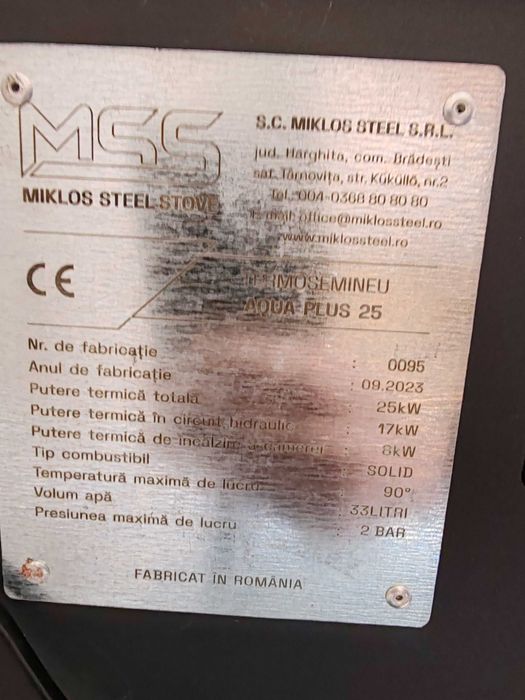 MSS
MIKLOS STEEL STOVE
S.C. MIKLOS STEEL S.R.L.
jud. Harghita, com. Brădești
sat. Târnovița, str. Küküllő, nr.2
Tel.: 004-0368 80 80 80
E-mail: office@miklossteel.ro
www.miklossteel.ro
CE
TERMOȘEMINEU
AQUA PLUS 25
Nr. de fabricație : 0095
Anul de fabricație : 09.2023
Putere termică totală : 25kW
Putere termică în circuit hidraulic : 17kW
Putere termică de încălzire a camerei : 8kW
Tip combustibil : SOLID
Temperatură maximă de lucru : 90°
Volum apă : 33LITRI
Presiunea maximă de lucru : 2 BAR
FABRICAT ÎN ROMÂNIA